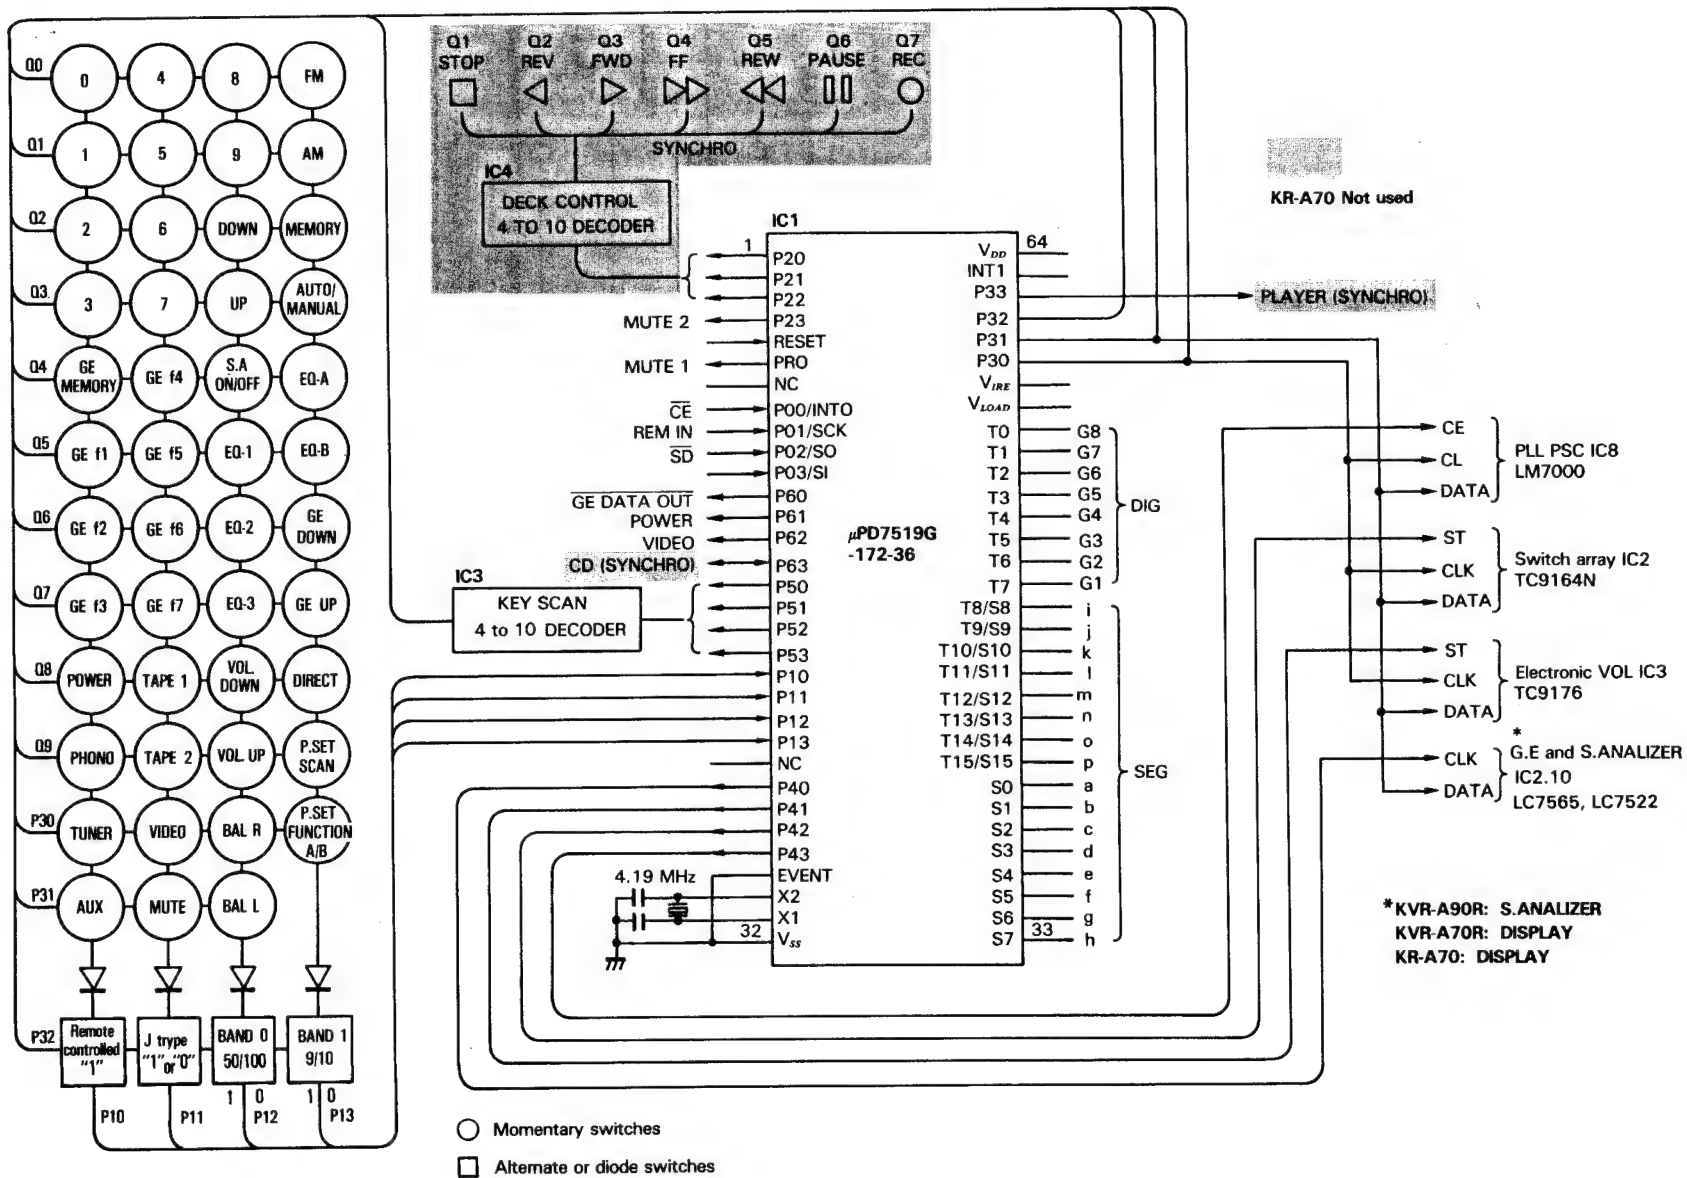 Q1 Q2 Q3 Q4 Q5 Q6 Q7
STOP REV FWD FF REW PAUSE REC
SYNCHRO
IC4
DECK CONTROL
4 TO 10 DECODER
KR-A70 Not used
Q0 0 4 8 FM
Q1 1 5 9 AM
Q2 2 6 DOWN MEMORY
Q3 3 7 UP AUTO/MANUAL
Q4 GE MEMORY GE f4 S.A ON/OFF EQ-A
Q5 GE f1 GE f5 EQ-1 EQ-B
Q6 GE f2 GE f6 EQ-2 GE DOWN
Q7 GE f3 GE f7 EQ-3 GE UP
Q8 POWER TAPE 1 VOL. DOWN DIRECT
Q9 PHONO TAPE 2 VOL. UP P.SET SCAN
P30 TUNER VIDEO BAL R P.SET FUNCTION A/B
P31 AUX MUTE BAL L
P32 Remote controlled "1" J trype "1" or "0" BAND 0 50/100 BAND 1 9/10
1 0 1 0
P10 P11 P12 P13
IC3
KEY SCAN
4 to 10 DECODER
IC1
μPD7519G
-172-36
1 P20
P21
P22
MUTE 2 P23
RESET
MUTE 1 PRO
NC
CE P00/INTO
REM IN P01/SCK
SD P02/SO
P03/SI
GE DATA OUT P60
POWER P61
VIDEO P62
CD (SYNCHRO) P63
P50
P51
P52
P53
P10
P11
P12
P13
NC
P40
P41
P42
P43
EVENT
4.19 MHz X2
X1
32 VSS
VDD 64
INT1
P33 PLAYER (SYNCHRO)
P32
P31
P30
VIRE
VLOAD
T0 G8
T1 G7
T2 G6
T3 G5
T4 G4
T5 G3
T6 G2
T7 G1
DIG
T8/S8 i
T9/S9 j
T10/S10 k
T11/S11 l
T12/S12 m
T13/S13 n
T14/S14 o
T15/S15 p
S0 a
S1 b
S2 c
S3 d
S4 e
S5 f
S6 g
S7 33 h
SEG
CE
CL
DATA
PLL PSC IC8
LM7000
ST
CLK
DATA
Switch array IC2
TC9164N
ST
CLK
DATA
Electronic VOL IC3
TC9176
*
CLK
DATA
G.E and S.ANALIZER
IC2.10
LC7565, LC7522
*KVR-A90R: S.ANALIZER
KVR-A70R: DISPLAY
KR-A70: DISPLAY
Momentary switches
Alternate or diode switches